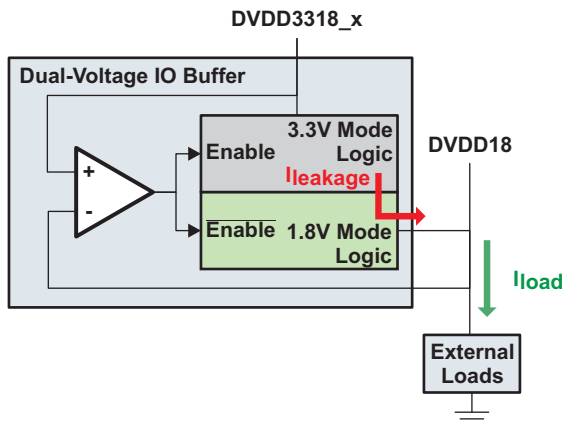 DVDD3318_x
Dual-Voltage IO Buffer
3.3V Mode
Logic
Enable
Ileakage
DVDD18
+
-
Enable
1.8V Mode
Logic
Iload
External
Loads